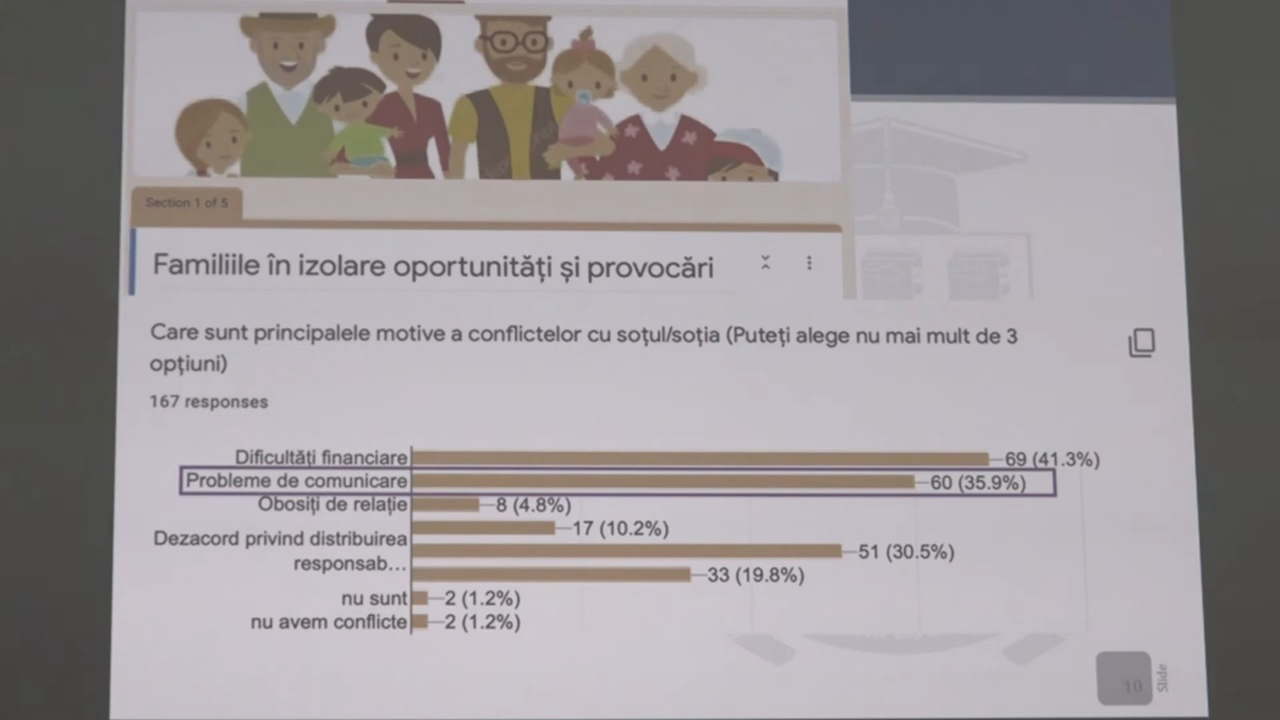 Section 1 of 5
Familiile în izolare oportunități și provocări
Care sunt principalele motive a conflictelor cu soțul/soția (Puteți alege nu mai mult de 3
opțiuni)
167 responses
Dificultăți financiare 69 (41.3%)
Probleme de comunicare 60 (35.9%)
Obosiți de relație 8 (4.8%)
17 (10.2%)
Dezacord privind distribuirea
51 (30.5%)
responsab...
33 (19.8%)
nu sunt 2 (1.2%)
nu avem conflicte 2 (1.2%)
10
Slide